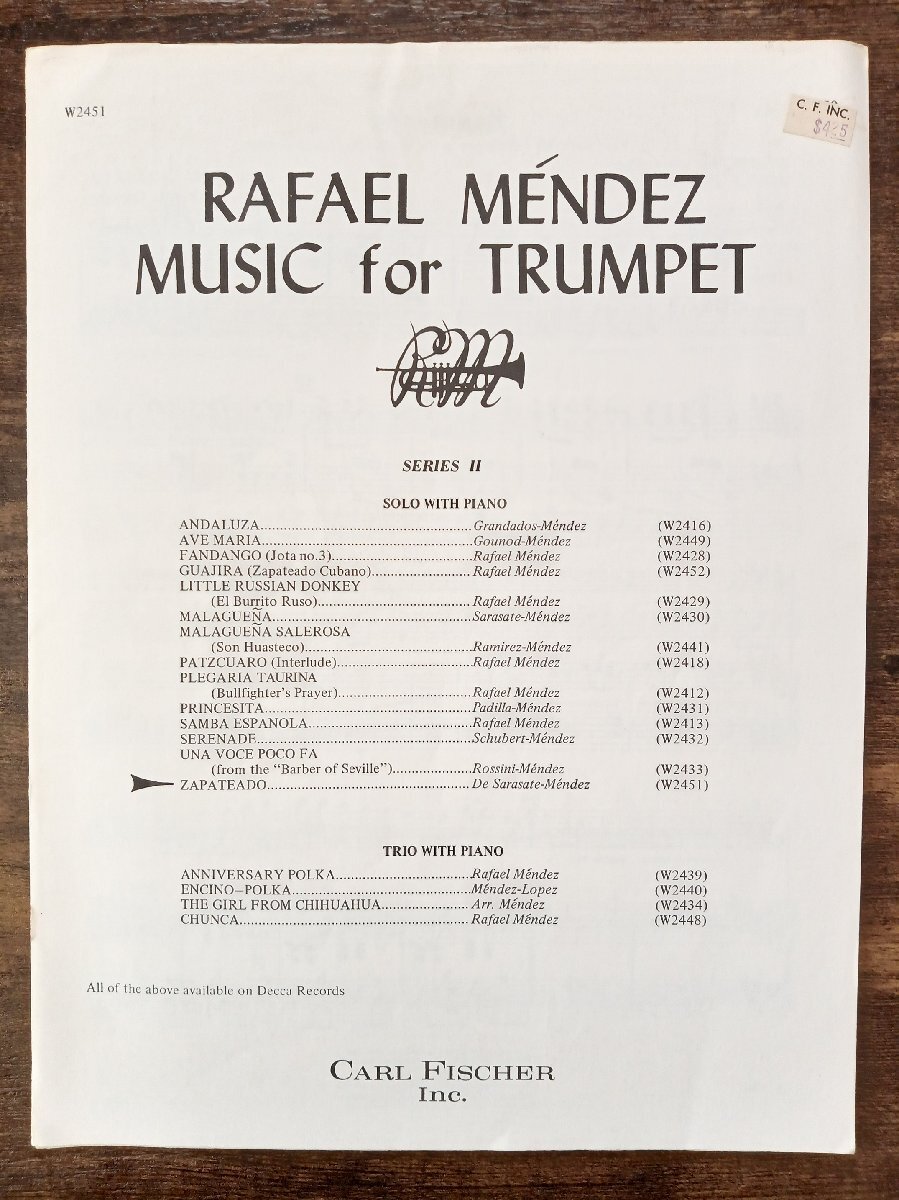 W2451
C. F. INC.
RAFAEL MÉNDEZ
MUSIC for TRUMPET
SERIES II
SOLO WITH PIANO
ANDALUZA..........Grandados-Méndez (W2416)
AVE MARIA..........Gounod-Méndez (W2449)
FANDANGO (Jota no.3)..........Rafael Méndez (W2428)
GUAJIRA (Zapateado Cubano)..........Rafael Méndez (W2452)
LITTLE RUSSIAN DONKEY
(El Burrito Ruso)..........Rafael Méndez (W2429)
MALAGUEÑA..........Sarasate-Méndez (W2430)
MALAGUEÑA SALEROSA
(Son Huasteco)..........Ramirez-Méndez (W2441)
PATZCUARO (Interlude)..........Rafael Méndez (W2418)
PLEGARIA TAURINA
(Bullfighter's Prayer)..........Rafael Méndez (W2412)
PRINCESITA..........Padilla-Méndez (W2431)
SAMBA ESPANOLA..........Rafael Méndez (W2413)
SERENADE..........Schubert-Méndez (W2432)
UNA VOCE POCO FA
(from the "Barber of Seville")..........Rossini-Méndez (W2433)
ZAPATEADO..........De Sarasate-Méndez (W2451)
TRIO WITH PIANO
ANNIVERSARY POLKA..........Rafael Méndez (W2439)
ENCINO–POLKA..........Méndez-Lopez (W2440)
THE GIRL FROM CHIHUAHUA..........Arr. Méndez (W2434)
CHUNCA..........Rafael Méndez (W2448)
All of the above available on Decca Records
CARL FISCHER
Inc.